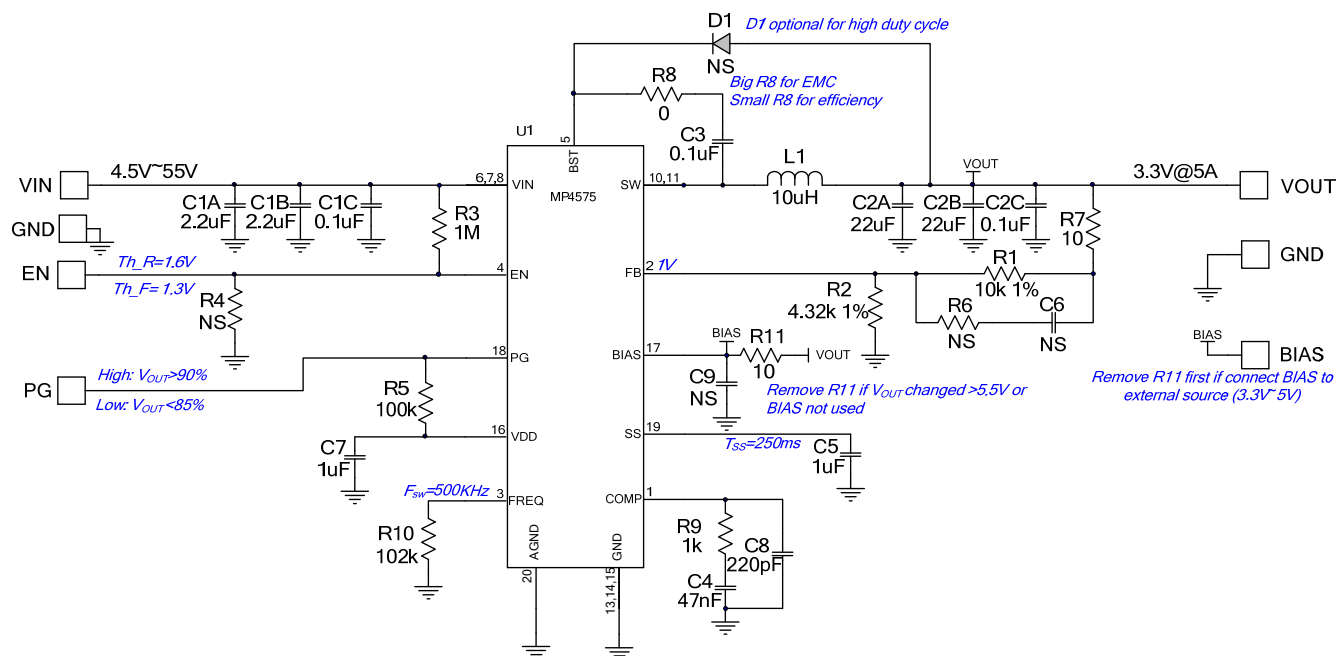 D1
D1 optional for high duty cycle
NS
R8
0
Big R8 for EMC
Small R8 for efficiency
U1
5
BST
C3
0.1uF
L1
10uH
MP4575
VIN
4.5V~55V
6,7,8
VIN
SW
10,11
VOUT
3.3V@5A
VOUT
C1A
2.2uF
C1B
2.2uF
C1C
0.1uF
R3
1M
C2A
22uF
C2B
22uF
C2C
0.1uF
R7
10
GND
GND
EN
Th_R=1.6V
Th_F= 1.3V
4
EN
FB
2
1V
R1
10k 1%
R4
NS
R2
4.32k 1%
R6
NS
C6
NS
PG
High: VOUT>90%
Low: VOUT<85%
18
PG
BIAS
17
BIAS
R11
10
VOUT
C9
NS
Remove R11 if VOUT changed >5,5V or
BIAS not used
BIAS
BIAS
Remove R11 first if connect BIAS to
external source (3.3V~5V)
R5
100k
16
VDD
C7
1uF
SS
19
TSS=250ms
C5
1uF
Fsw=500KHz
3
FREQ
R10
102k
COMP
1
R9
1k
C8
220pF
C4
47nF
AGND
20
GND
13,14,15